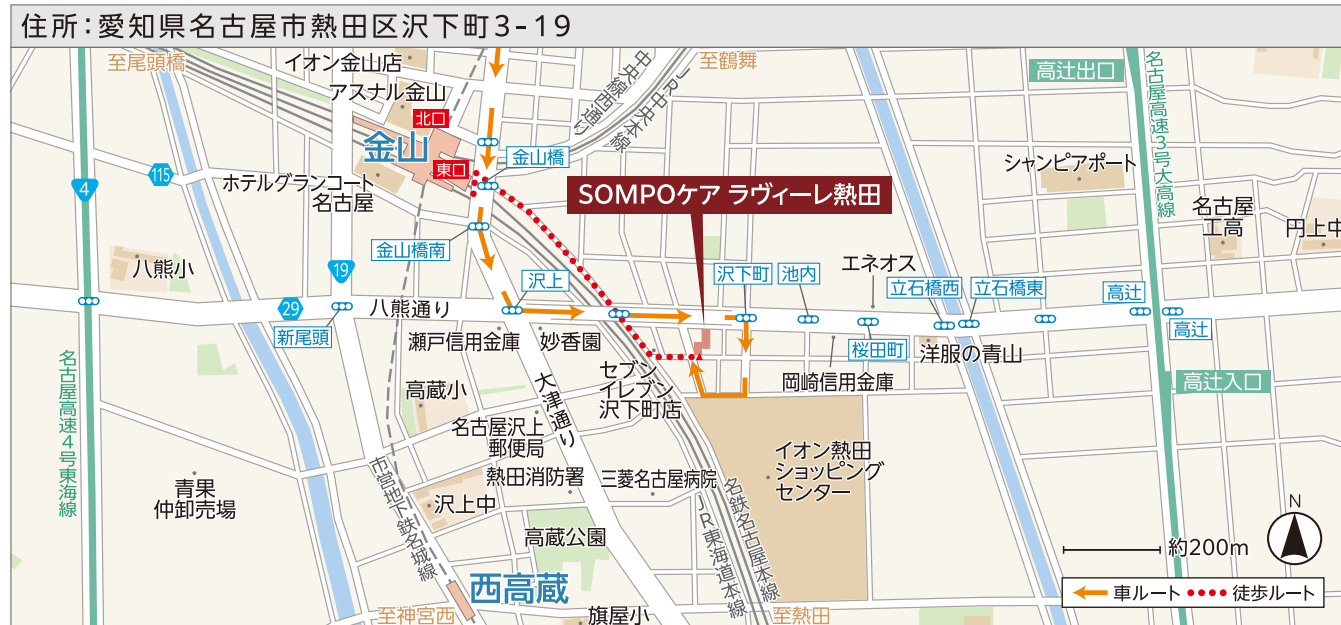 住所：愛知県名古屋市熱田区沢下町3-19
至尾頭橋
イオン金山店
アスナル金山
北口
金山
東口
金山橋
中央線西通り
JR中央本線
至鶴舞
高辻出口
名古屋高速3号大高線
4
115
ホテルグランコート
名古屋
SOMPOケア ラヴィーレ熱田
シャンピアポート
名古屋
工高
円上中
八熊小
19
金山橋南
沢上
沢下町
池内
エネオス
立石橋西
立石橋東
高辻
高辻
29
新尾頭
八熊通り
瀬戸信用金庫
妙香園
セブン
イレブン
沢下町店
桜田町
岡崎信用金庫
洋服の青山
高辻入口
名古屋高速4号東海線
高蔵小
大津通り
名古屋沢上
郵便局
熱田消防署
三菱名古屋病院
イオン熱田
ショッピング
センター
青果
仲卸売場
市営地下鉄名城線
沢上中
高蔵公園
名鉄名古屋本線
JR東海道本線
西高蔵
至神宮西
旗屋小
至熱田
N
約200m
車ルート
徒歩ルート